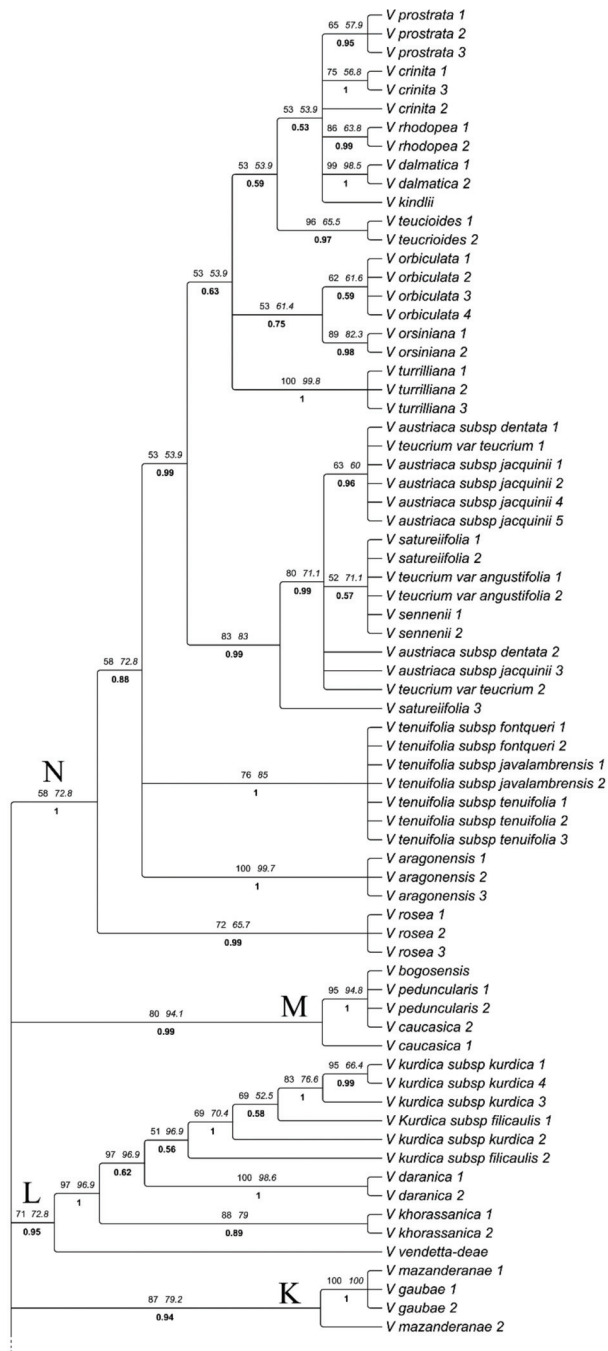 V prostrata 1
65 57.9
V prostrata 2
0.95
V prostrata 3
75 56.8
V crinita 1
1
V crinita 3
53 53.9
V crinita 2
0.53
86 63.8
V rhodopea 1
0.99
V rhodopea 2
53 53.9
99 98.5
V dalmatica 1
0.59
1
V dalmatica 2
V kindlii
96 65.5
V teucioides 1
0.97
V teucrioides 2
V orbiculata 1
53 53.9
62 61.6
V orbiculata 2
0.63
0.59
V orbiculata 3
53 61.4
V orbiculata 4
0.75
89 82.3
V orsiniana 1
0.98
V orsiniana 2
V turrilliana 1
100 99.8
V turrilliana 2
1
V turrilliana 3
V austriaca subsp dentata 1
V teucrium var teucrium 1
53 53.9
63 60
V austriaca subsp jacquinii 1
0.99
0.96
V austriaca subsp jacquinii 2
V austriaca subsp jacquinii 4
V austriaca subsp jacquinii 5
V satureiifolia 1
V satureiifolia 2
80 71.1
52 71.1
V teucrium var angustifolia 1
0.99
0.57
V teucrium var angustifolia 2
V sennenii 1
V sennenii 2
83 83
V austriaca subsp dentata 2
0.99
58 72.8
V austriaca subsp jacquinii 3
0.88
V teucrium var teucrium 2
V satureiifolia 3
V tenuifolia subsp fontqueri 1
V tenuifolia subsp fontqueri 2
N
V tenuifolia subsp javalambrensis 1
76 85
V tenuifolia subsp javalambrensis 2
58 72.8
1
V tenuifolia subsp tenuifolia 1
1
V tenuifolia subsp tenuifolia 2
V tenuifolia subsp tenuifolia 3
V aragonensis 1
100 99.7
V aragonensis 2
1
V aragonensis 3
V rosea 1
72 65.7
V rosea 2
0.99
V rosea 3
V bogosensis
95 94.8
V peduncularis 1
M
1
V peduncularis 2
80 94.1
V caucasica 2
0.99
V caucasica 1
95 66.4
V kurdica subsp kurdica 1
83 76.6
0.99
V kurdica subsp kurdica 4
69 52.5
1
V kurdica subsp kurdica 3
69 70.4
0.58
V Kurdica subsp filicaulis 1
51 96.9
1
V kurdica subsp kurdica 2
97 96.9
0.56
V kurdica subsp filicaulis 2
0.62
100 98.6
V daranica 1
L
97 96.9
1
V daranica 2
1
88 79
V khorassanica 1
71 72.8
0.89
V khorassanica 2
0.95
V vendetta-deae
V mazanderanae 1
K
100 100
V gaubae 1
87 79.2
1
V gaubae 2
0.94
V mazanderanae 2